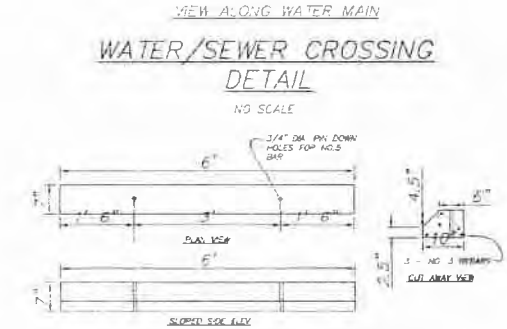 VIEW ALONG WATER MAIN
WATER/SEWER CROSSING
DETAIL
NO SCALE
3/4" DIA. PIN DOWN
HOLES FOR NO.5
BAR
6'
1' 6"
3'
1' 6"
PLAN VIEW
4.5"
5"
10"
2.5"
3 - NO 3 REBARS
CUT AWAY VIEW
6'
7"
SLOPED SIDE ELEV